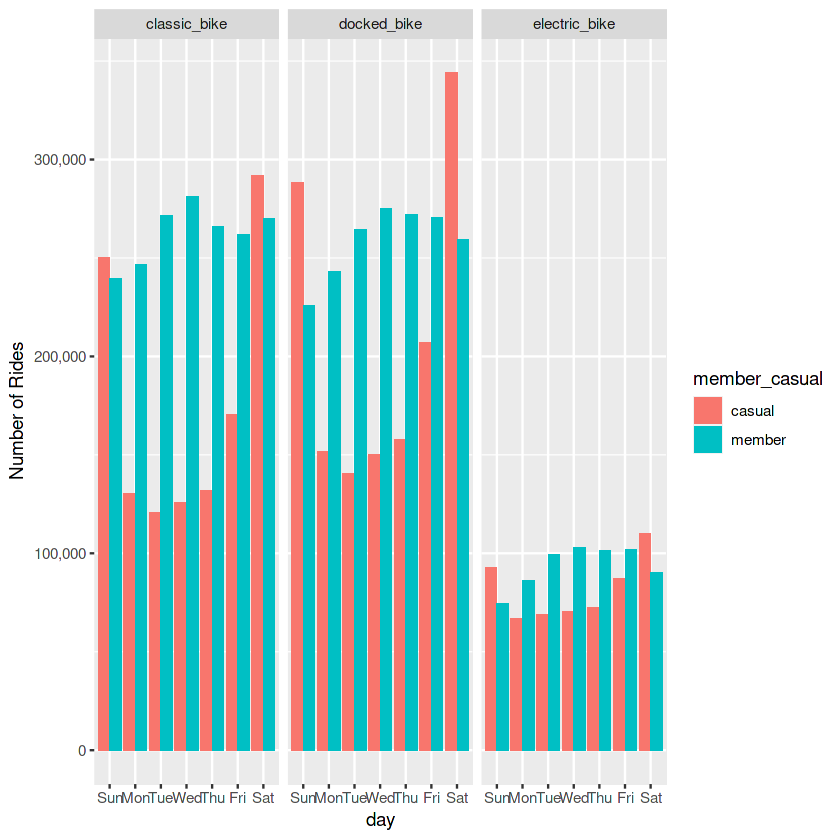 classic_bike docked_bike electric_bike
300,000
200,000
100,000
0
Number of Rides
Sun Mon Tue Wed Thu Fri Sat Sun Mon Tue Wed Thu Fri Sat Sun Mon Tue Wed Thu Fri Sat
day
member_casual
casual
member